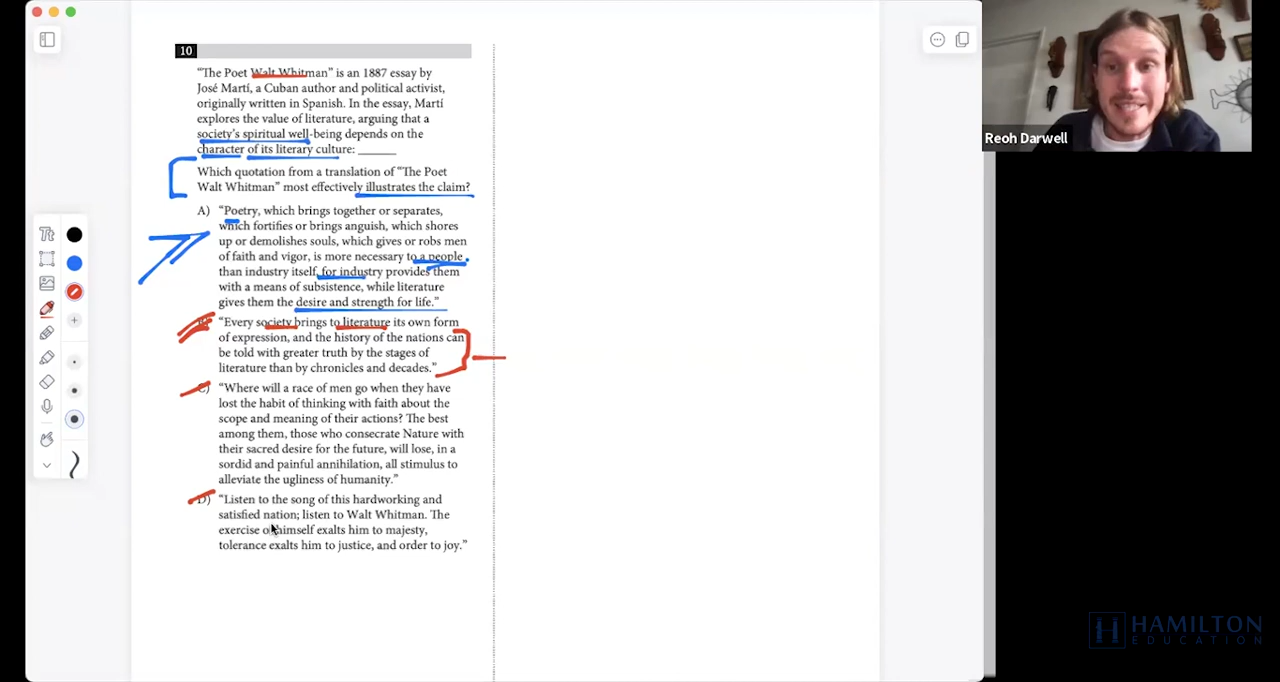 10
“The Poet Walt Whitman” is an 1887 essay by
José Martí, a Cuban author and political activist,
originally written in Spanish. In the essay, Martí
explores the value of literature, arguing that a
society’s spiritual well-being depends on the
character of its literary culture: ______
Which quotation from a translation of “The Poet
Walt Whitman” most effectively illustrates the claim?
A) “Poetry, which brings together or separates,
which fortifies or brings anguish, which shores
up or demolishes souls, which gives or robs men
of faith and vigor, is more necessary to a people
than industry itself, for industry provides them
with a means of subsistence, while literature
gives them the desire and strength for life.”
B) “Every society brings to literature its own form
of expression, and the history of the nations can
be told with greater truth by the stages of
literature than by chronicles and decades.”
C) “Where will a race of men go when they have
lost the habit of thinking with faith about the
scope and meaning of their actions? The best
among them, those who consecrate Nature with
their sacred desire for the future, will lose, in a
sordid and painful annihilation, all stimulus to
alleviate the ugliness of humanity.”
D) “Listen to the song of this hardworking and
satisfied nation; listen to Walt Whitman. The
exercise of himself exalts him to majesty,
tolerance exalts him to justice, and order to joy.”
Tt
Reoh Darwell
HAMILTON
EDUCATION